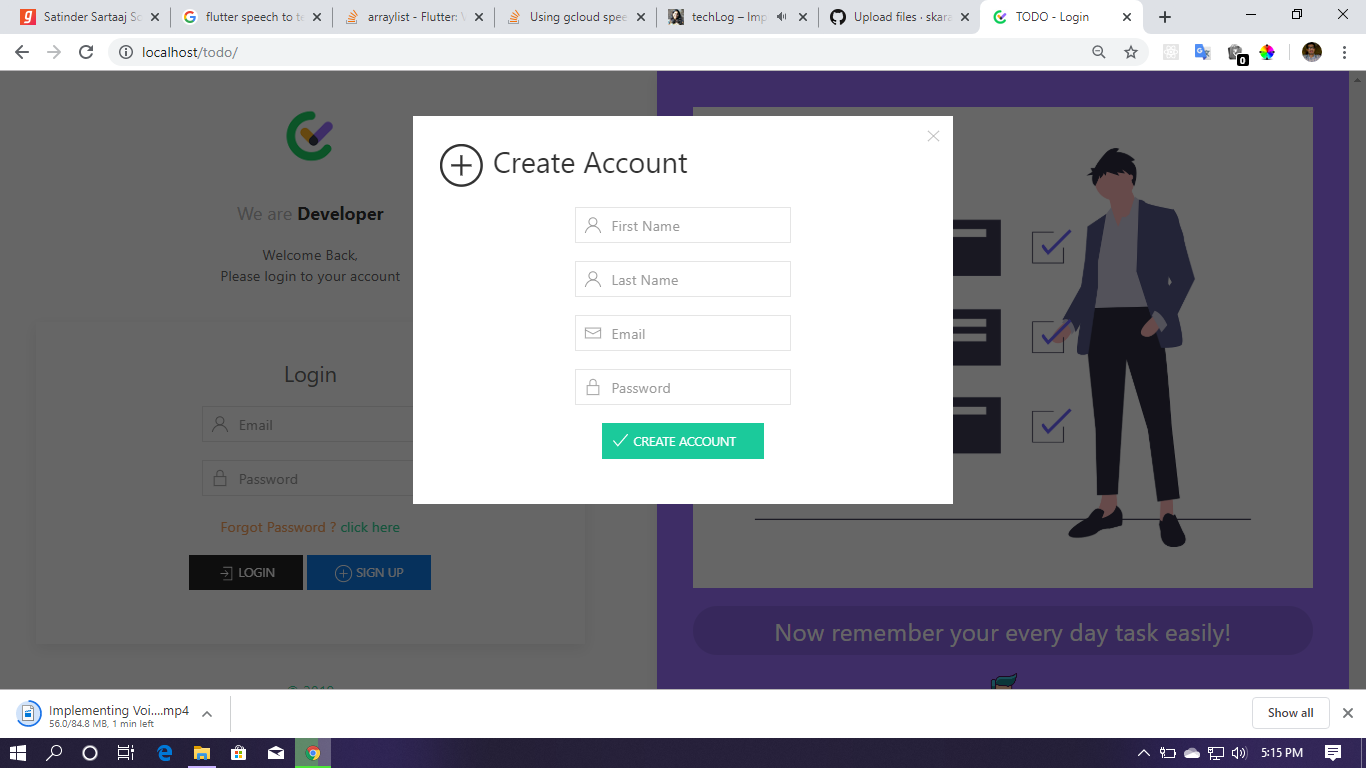 Satinder Sartaaj So
flutter speech to te
arraylist - Flutter: V
Using gcloud spee
techLog – Imp
Upload files · skara
TODO - Login
localhost/todo/
0
We are Developer
Welcome Back,
Please login to your account
Login
Email
Password
Forgot Password ? click here
LOGIN
SIGN UP
Create Account
First Name
Last Name
Email
Password
CREATE ACCOUNT
Now remember your every day task easily!
Implementing Voi....mp4
56.0/84.8 MB, 1 min left
Show all
5:15 PM